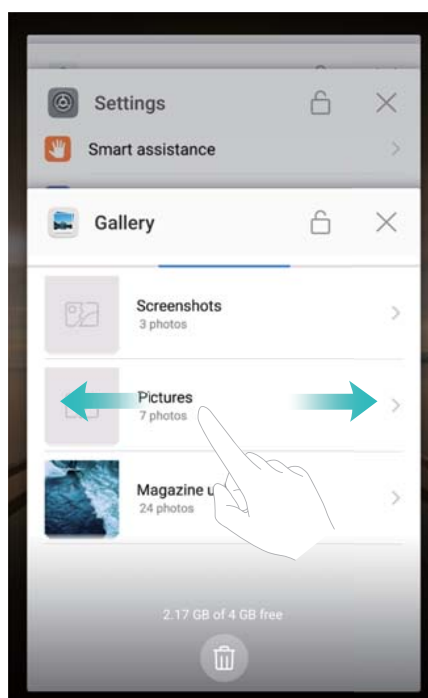 Settings
Smart assistance
Gallery
Screenshots
3 photos
Pictures
7 photos
Magazine u
24 photos
2.17 GB of 4 GB free